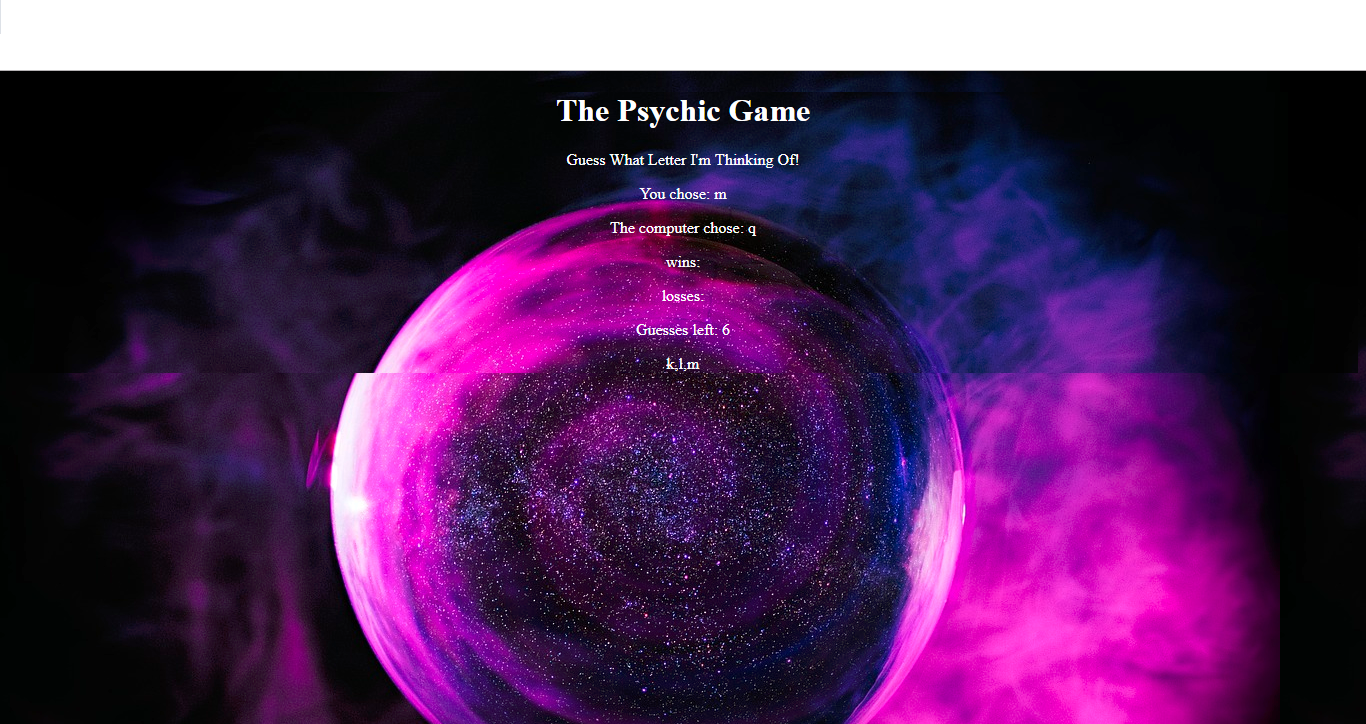 The Psychic Game
Guess What Letter I'm Thinking Of!
You chose: m
The computer chose: q
wins:
losses:
Guesses left: 6
k,l,m